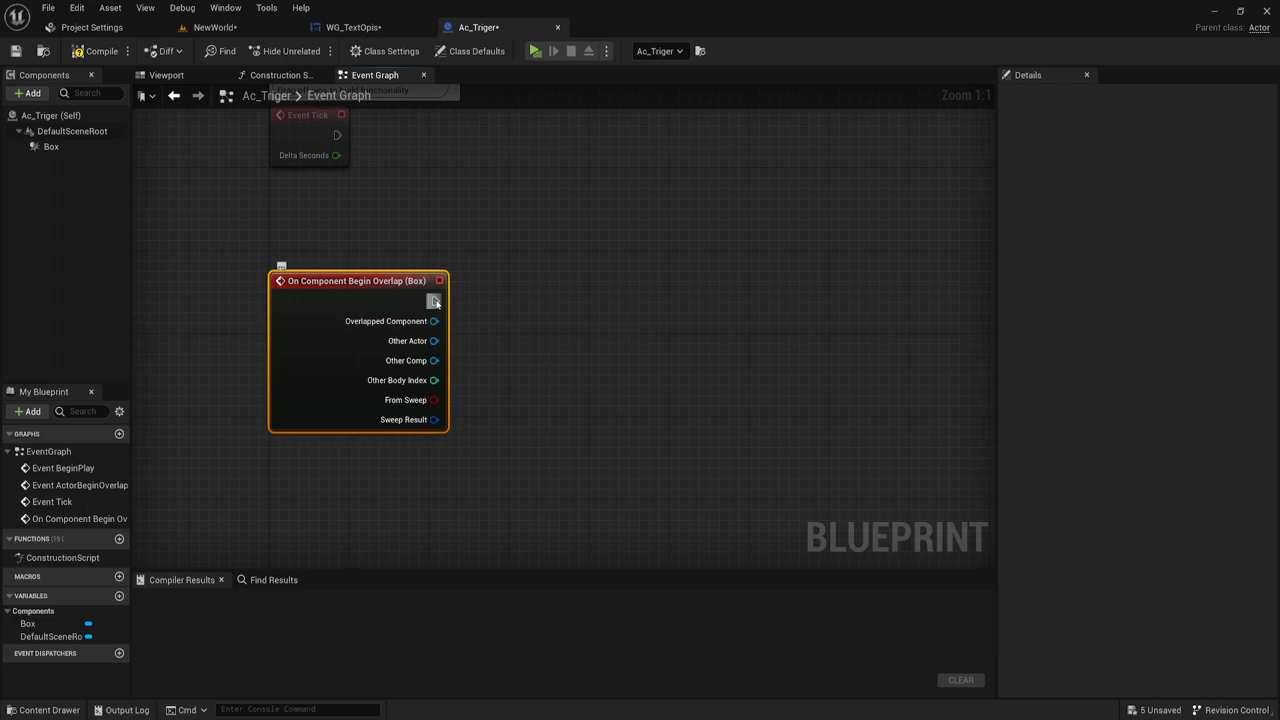 File Edit Asset View Debug Window Tools Help
Project Settings NewWorld* WG_TextOpis* Ac_Triger* Parent class: Actor
Compile Diff Find Hide Unrelated Class Settings Class Defaults Ac_Triger
Components Viewport Construction S... Event Graph Details
Add Search Ac_Triger > Event Graph Zoom 1:1
Ac_Triger (Self)
DefaultSceneRoot
Box
Event Tick
Delta Seconds
On Component Begin Overlap (Box)
Overlapped Component
Other Actor
Other Comp
Other Body Index
From Sweep
Sweep Result
My Blueprint
Add Search
GRAPHS
EventGraph
Event BeginPlay
Event ActorBeginOverlap
Event Tick
On Component Begin Ov
FUNCTIONS
ConstructionScript
MACROS
VARIABLES
Components
Box
DefaultSceneRo
EVENT DISPATCHERS
BLUEPRINT
Compiler Results Find Results
CLEAR
Content Drawer Output Log Cmd Enter Console Command 5 Unsaved Revision Control